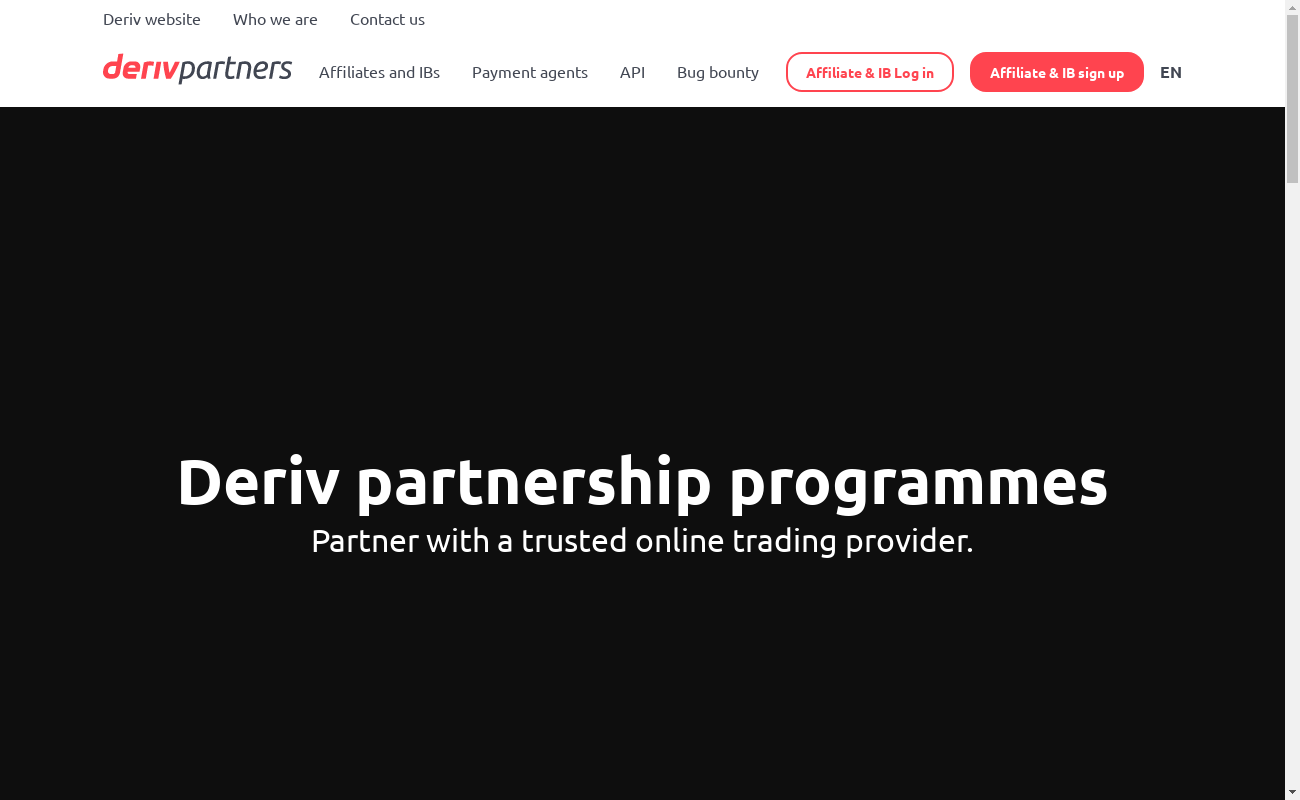 Deriv website Who we are Contact us
derivpartners Affiliates and IBs Payment agents API Bug bounty Affiliate & IB Log in Affiliate & IB sign up EN
Deriv partnership programmes
Partner with a trusted online trading provider.